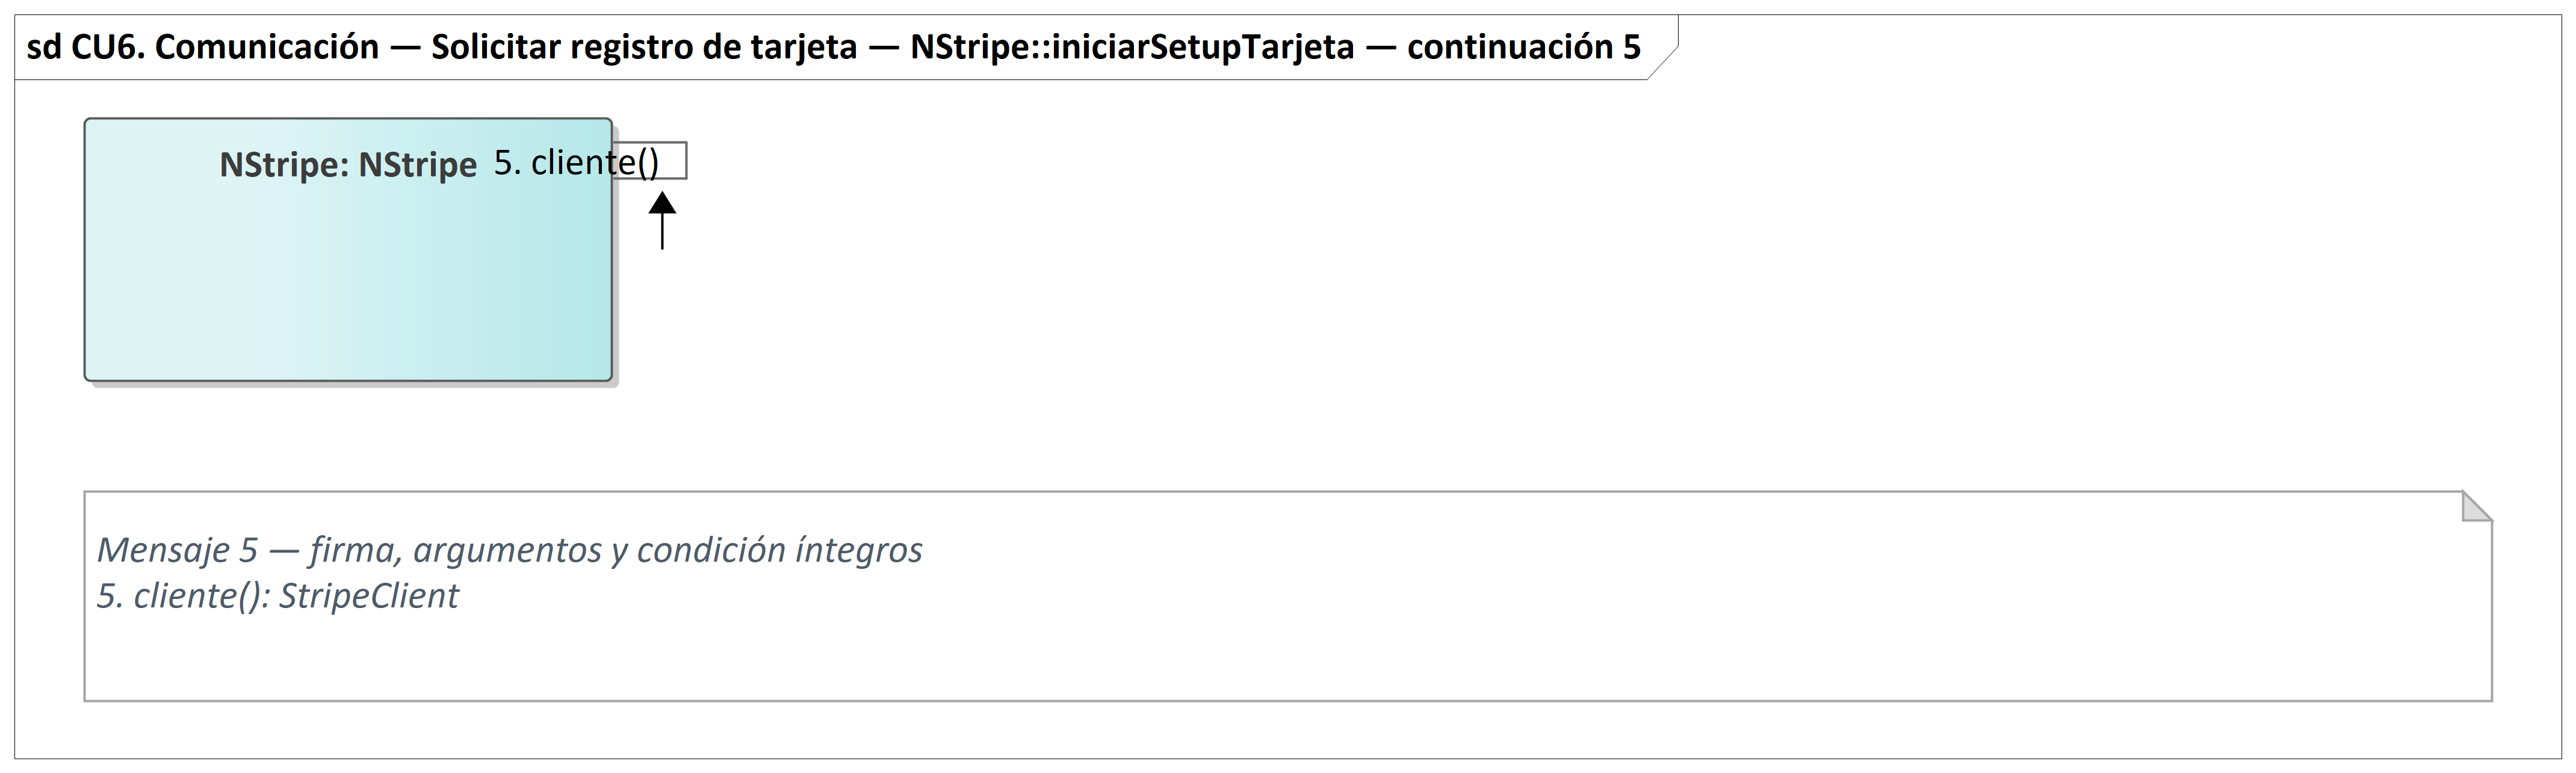 sd CU6. Comunicación — Solicitar registro de tarjeta — NStripe::iniciarSetupTarjeta — continuación 5
NStripe: NStripe
5. cliente()
Mensaje 5 — firma, argumentos y condición íntegros
5. cliente(): StripeClient